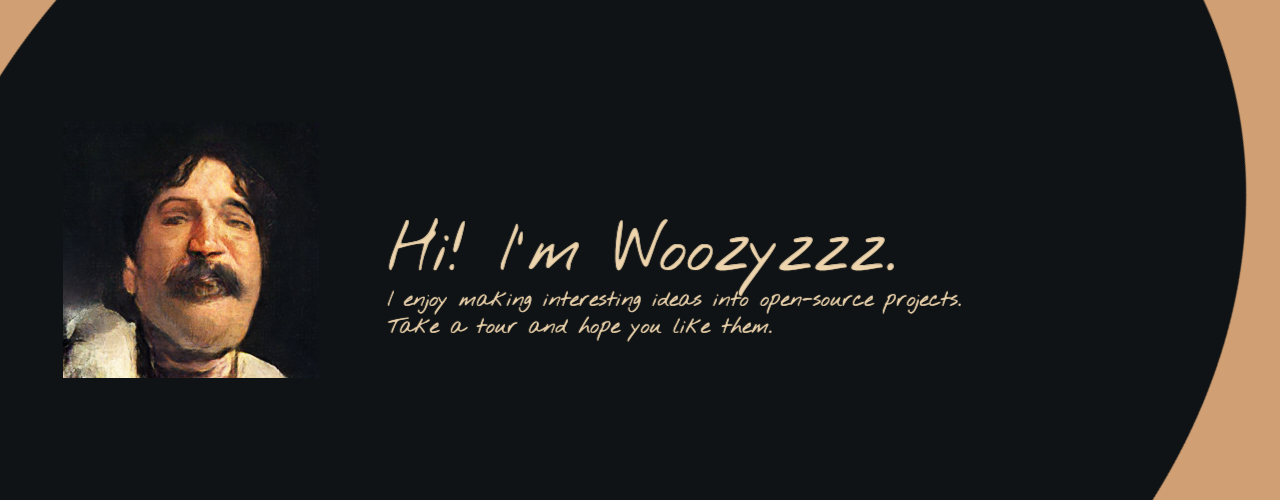 Hi! I'm Woozyzzz.
I enjoy making interesting ideas into open-source projects.
Take a tour and hope you like them.